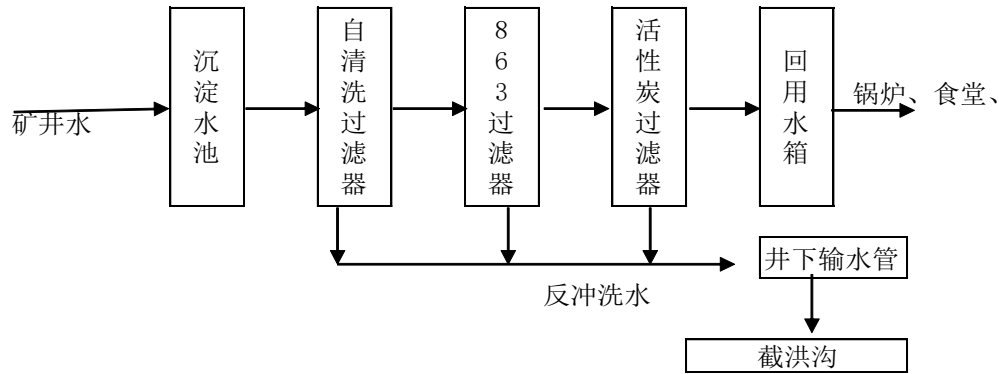 矿井水
沉淀水池
自清洗过滤器
863过滤器
活性炭过滤器
回用水箱
锅炉、食堂、
反冲洗水
井下输水管
截洪沟